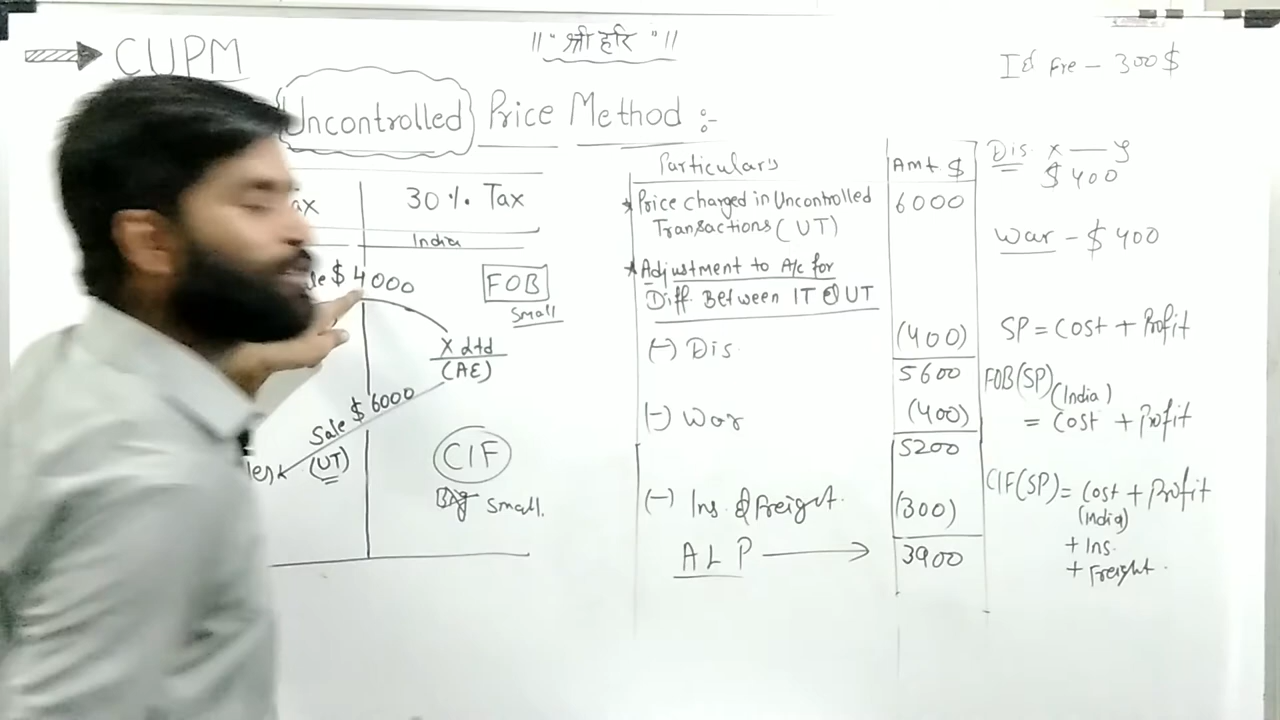 CUPM
॥ " श्री हरि " ॥
I & Fre - 300 $
Uncontrolled Price Method :-
30% Tax
India
$ 4000
FOB
Small
X Ltd
(AE)
Sale $ 6000
(UT)
CIF
Small.
Particulars
Amt $
Price charged in Uncontrolled
Transactions (UT)
6000
Adjustment to A/c for
Diff. Between IT & UT
(-) Dis.
(400)
5600
(-) War
(400)
5200
(-) Ins. & Freight.
(300)
ALP
3900
Dis. X
$ 400
War - $ 400
SP = Cost + Profit
FOB (SP) (India)
= Cost + Profit
CIF (SP) = Cost + Profit
(India)
+ Ins.
+ Freight.